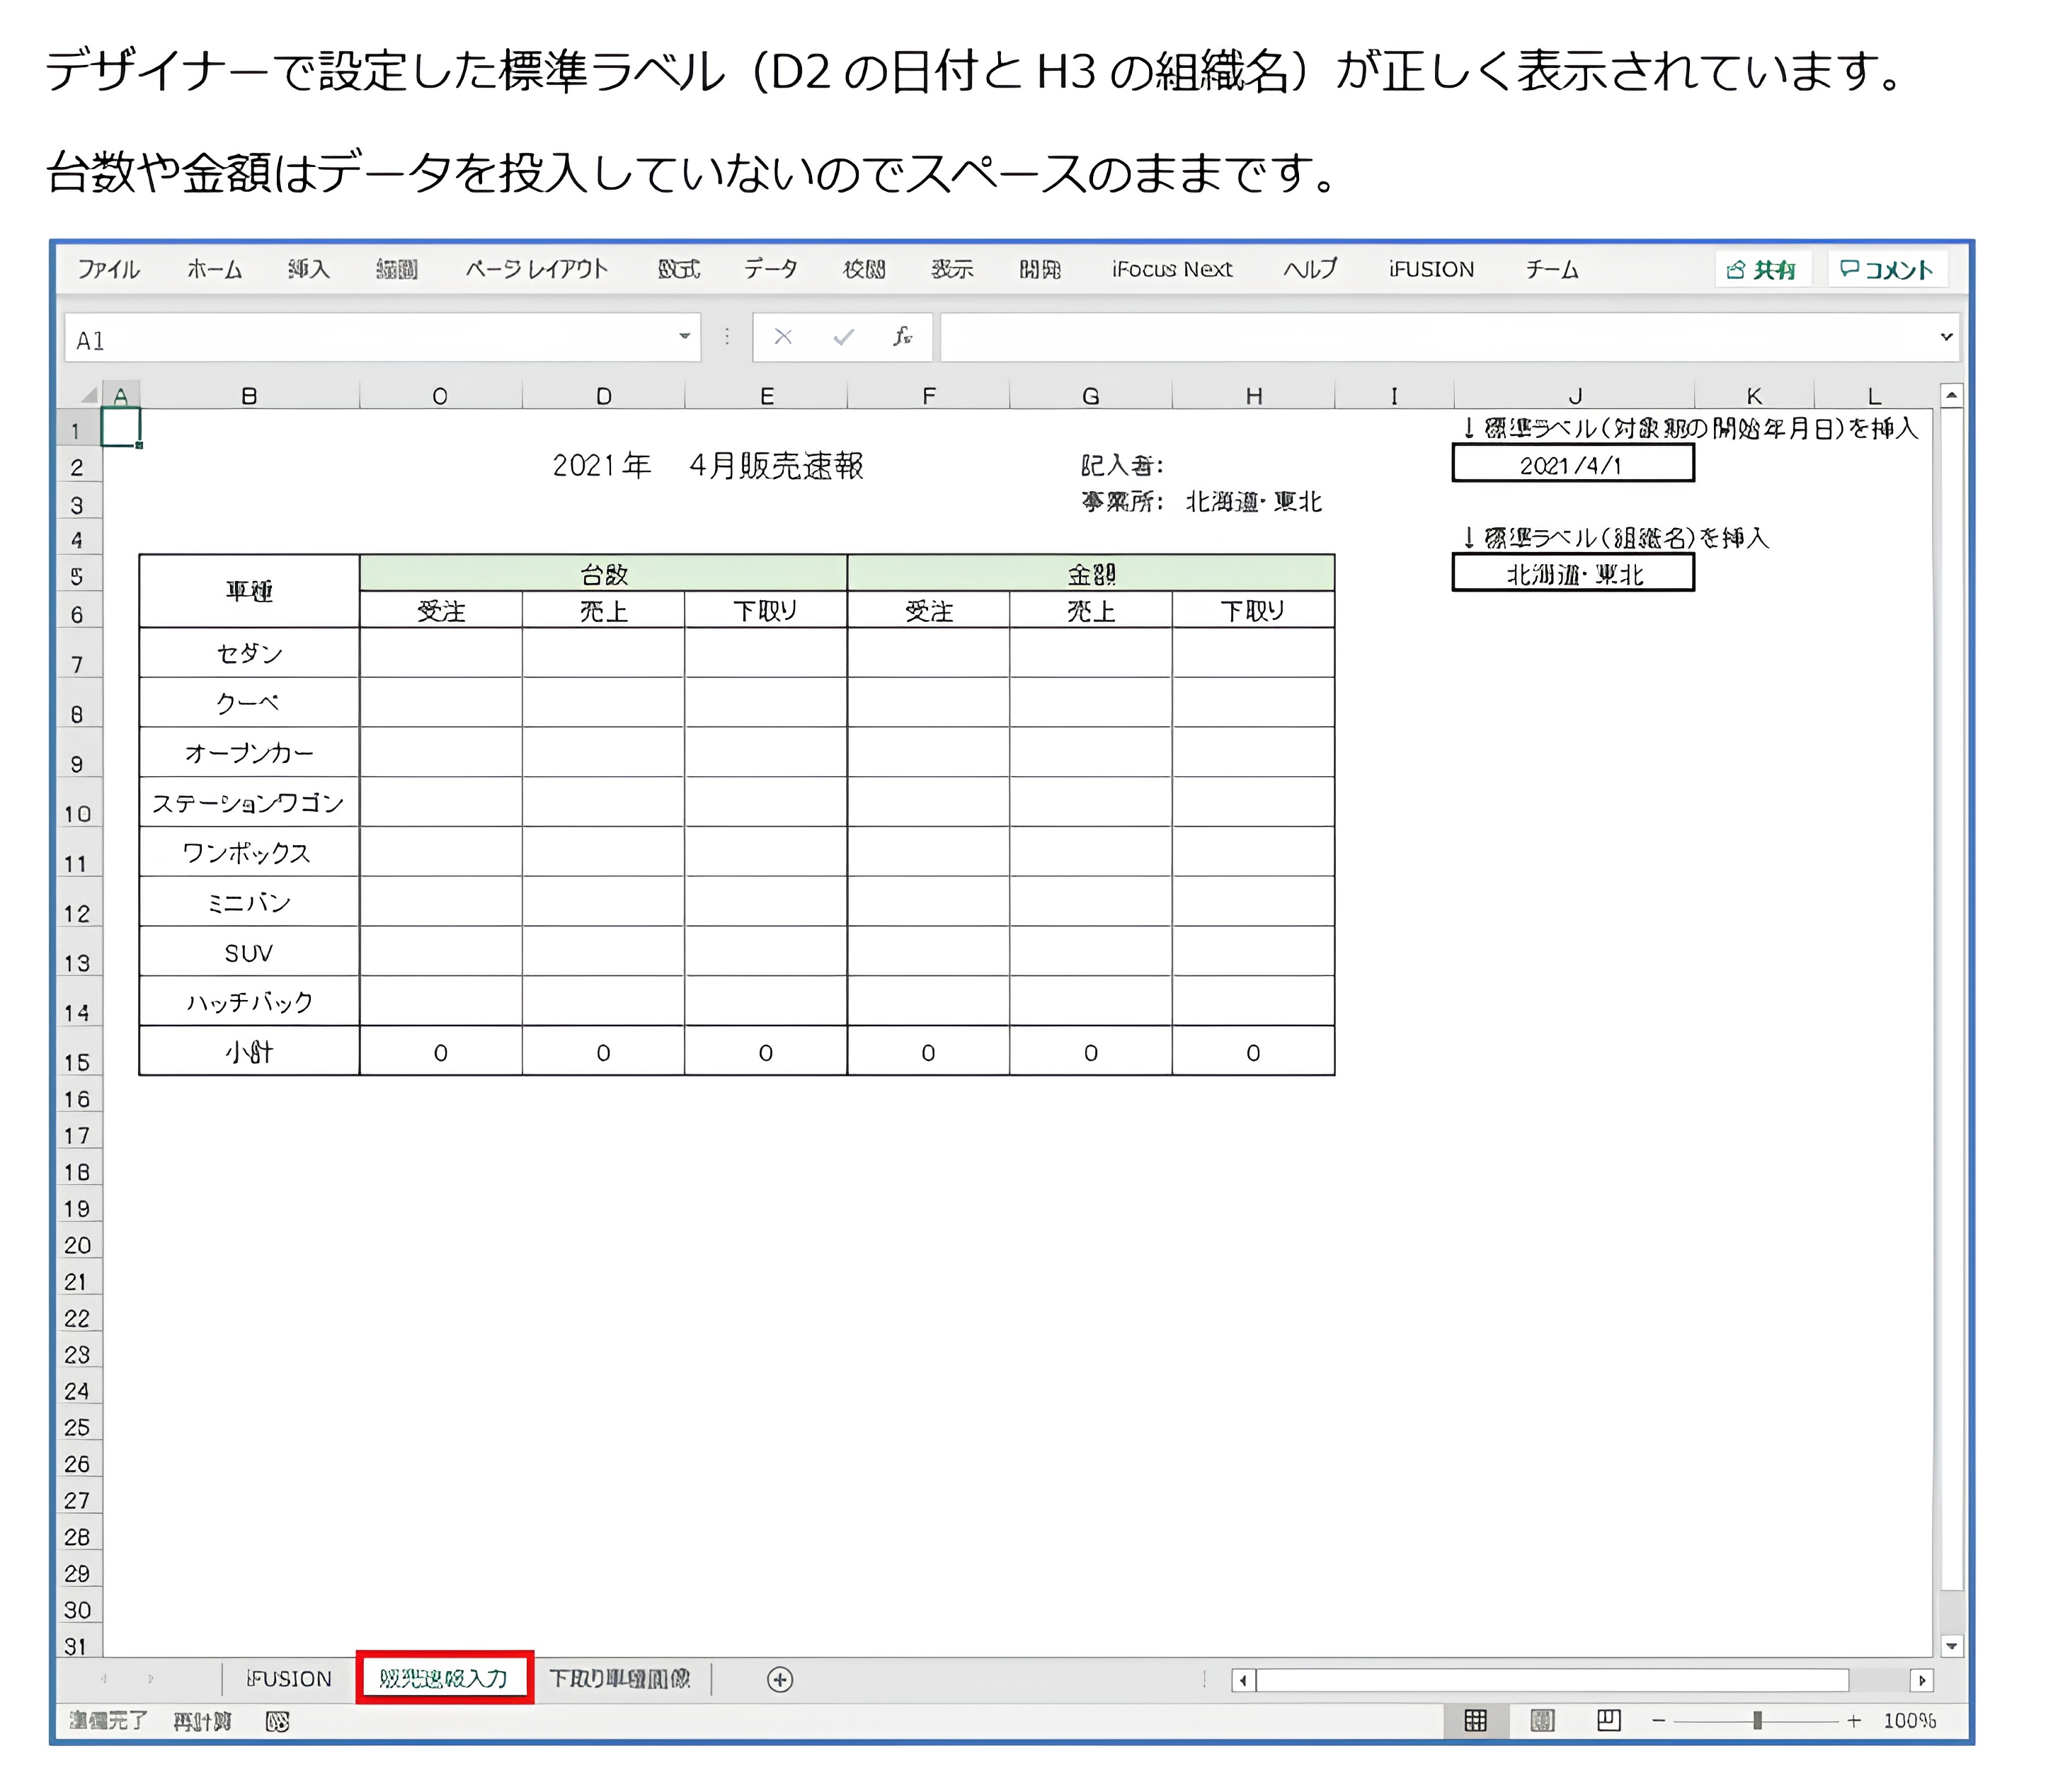 デザイナーで設定した標準ラベル（D2 の日付と H3 の組織名）が正しく表示されています。
台数や金額はデータを投入していないのでスペースのままです。
ファイル ホーム 挿入 描画 ページ レイアウト 数式 データ 校閲 表示 開発 iFocus Next ヘルプ iFUSION チーム 共有 コメント
A1
A B C D E F G H I J K L
1 ↓標準ラベル(対象期の開始年月日)を挿入
2 2021年 4月販売速報 記入者: 2021/4/1
3 事業所: 北海道・東北
4 ↓標準ラベル(組織名)を挿入
5 車種 台数 金額 北海道・東北
6 受注 売上 下取り 受注 売上 下取り
7 セダン
8 クーペ
9 オープンカー
10 ステーションワゴン
11 ワンボックス
12 ミニバン
13 SUV
14 ハッチバック
15 小計 0 0 0 0 0 0
16
17
18
19
20
21
22
23
24
25
26
27
28
29
30
31
iFUSION 販売速報入力 下取り車種画像
準備完了 再計算 100%